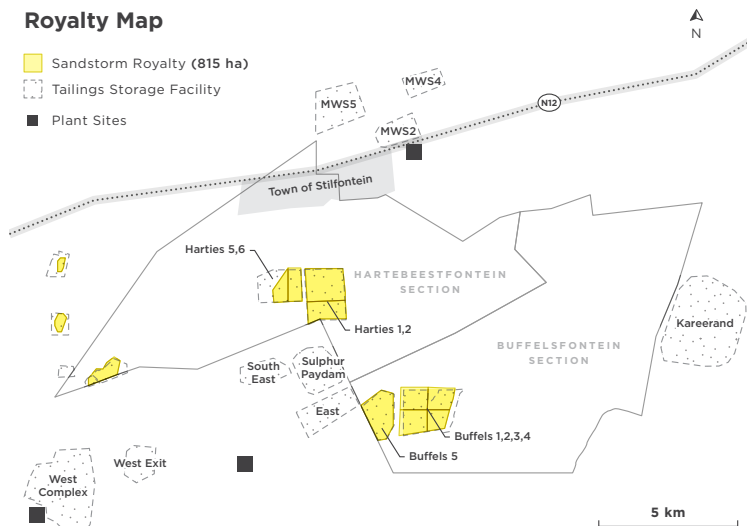 Royalty Map
N
Sandstorm Royalty (815 ha)
Tailings Storage Facility
Plant Sites
MWS4
MWS5
N12
MWS2
Town of Stilfontein
Harties 5,6
HARTEBEESTFONTEIN
SECTION
Harties 1,2
Kareerand
BUFFELSFONTEIN
SECTION
South
East
Sulphur
Paydam
East
Buffels 1,2,3,4
Buffels 5
West Exit
West
Complex
5 km